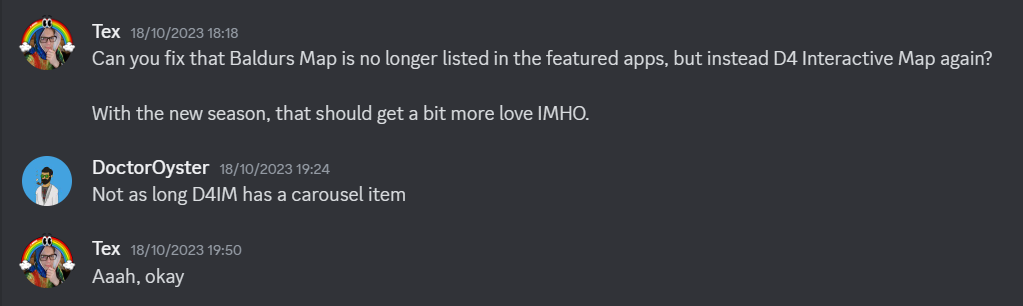 Tex 18/10/2023 18:18
Can you fix that Baldurs Map is no longer listed in the featured apps, but instead D4 Interactive Map again?
With the new season, that should get a bit more love IMHO.
DoctorOyster 18/10/2023 19:24
Not as long D4IM has a carousel item
Tex 18/10/2023 19:50
Aaah, okay